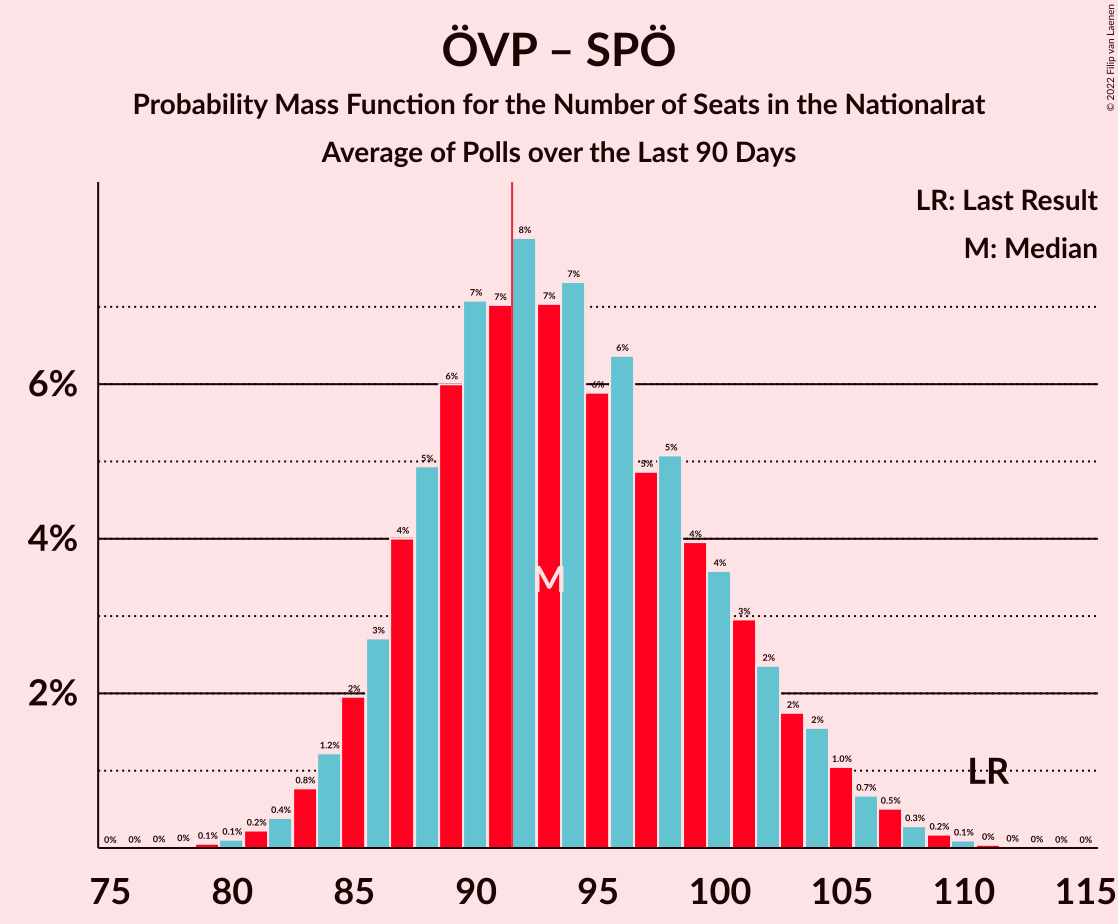 ÖVP – SPÖ
Probability Mass Function for the Number of Seats in the Nationalrat
Average of Polls over the Last 90 Days
© 2022 Filip van Laenen
LR: Last Result
M: Median
8%
7%
7% 7% 7%
6%
6% 6% 6%
5%
5% 5%
4%
4% 4%
4%
M
3%
3%
2%
2% 2%
2%
2%
1.2%
1.0%
LR
0.8%
0.7%
0.4%
0.5%
0.2%
0.3%
0% 0% 0% 0% 0.1% 0.1%
0.2% 0.1% 0% 0% 0% 0% 0%
75 80 85 90 95 100 105 110 115